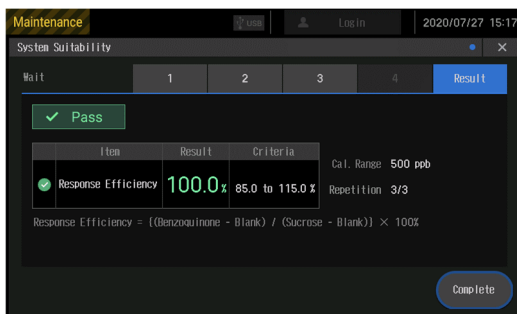 Maintenance USB Login 2020/07/27 15:17
System Suitability
Wait 1 2 3 4 Result
Pass
Item Result Criteria
Response Efficiency 100.0% 85.0 to 115.0 %
Cal. Range 500 ppb
Repetition 3/3
Response Efficiency = {(Benzoquinone - Blank) / (Sucrose - Blank)} × 100%
Complete